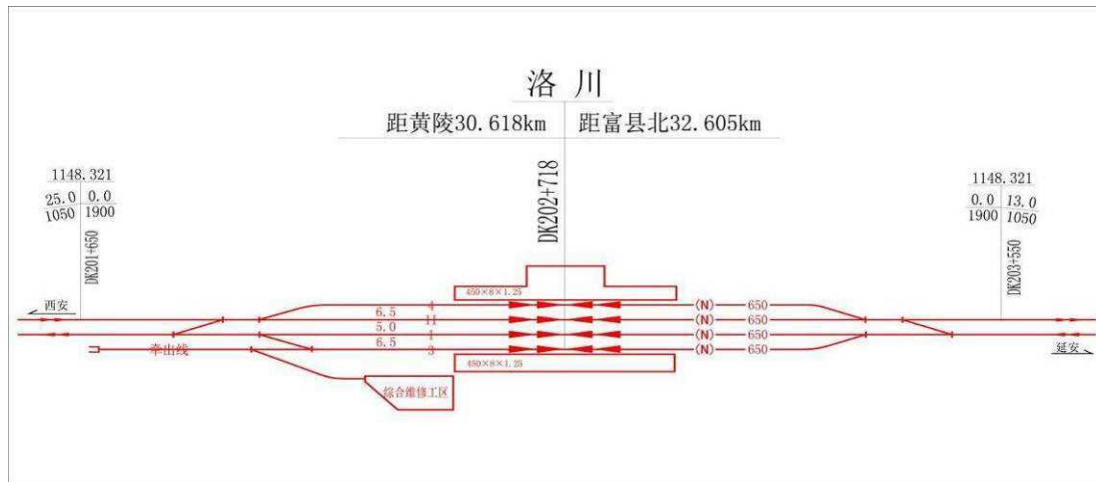 洛 川
距黄陵30.618km 距富县北32.605km
DK202+718
1148.321
25.0 0.0
1050 1900
DK201+650
1148.321
0.0 13.0
1900 1050
DK203+550
西安
延安
450×8×1.25
4 (N) 650
6.5
II (N) 650
5.0
I (N) 650
6.5
3 (N) 650
牵出线
450×8×1.25
综合维修工区